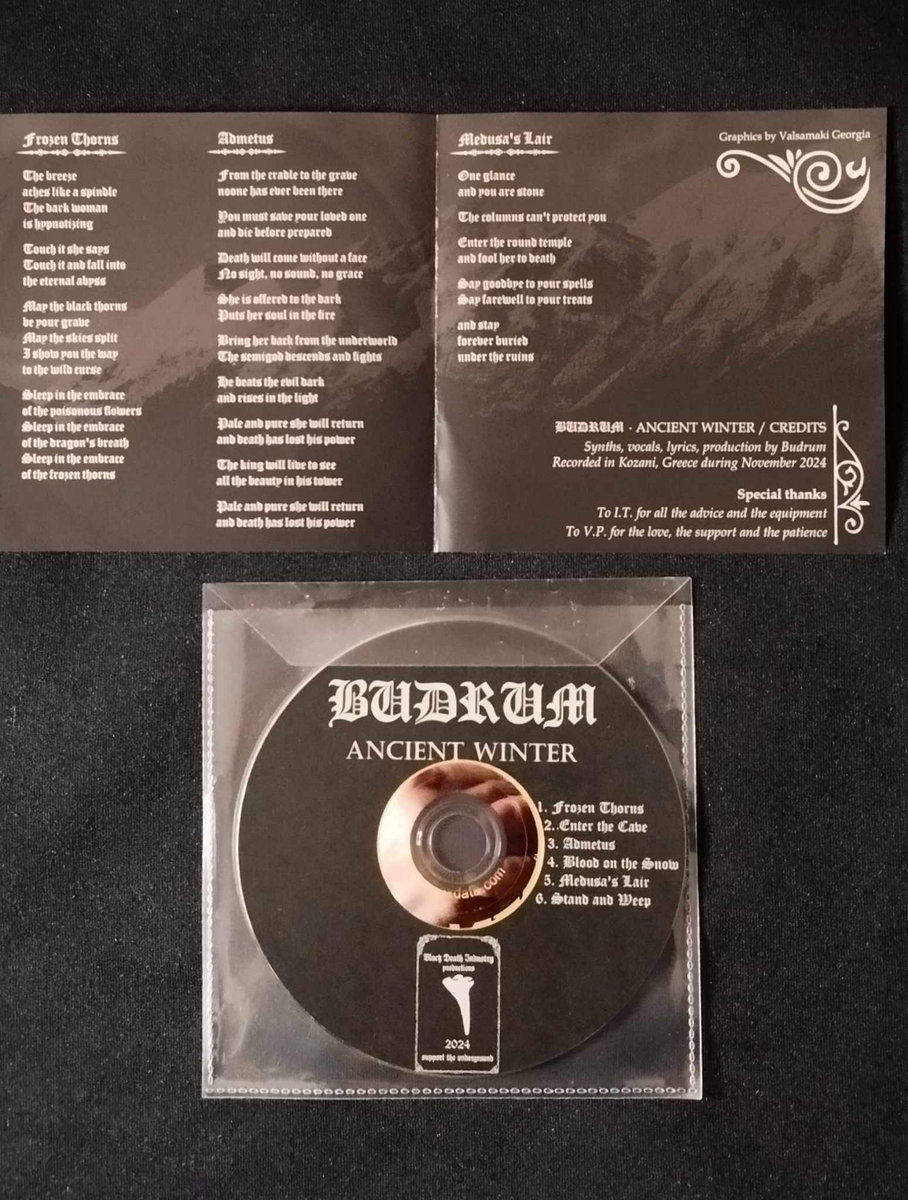 Frozen Thorns
The breeze
aches like a spindle
The dark woman
is hypnotizing
Touch it she says
Touch it and fall into
the eternal abyss
May the black thorns
be your grave
May the skies split
I show you the way
to the wild curse
Sleep in the embrace
of the poisonous flowers
Sleep in the embrace
of the dragon's breath
Sleep in the embrace
of the frozen thorns
Admetus
From the cradle to the grave
noone has ever been there
You must save your loved one
and die before prepared
Death will come without a face
No sight, no sound, no grace
She is offered to the dark
Puts her soul in the fire
Bring her back from the underworld
The semigod descends and fights
He beats the evil dark
and rises in the light
Pale and pure she will return
and death has lost his power
The king will live to see
all the beauty in his tower
Pale and pure she will return
and death has lost his power
Medusa's Lair
One glance
and you are stone
The columns can't protect you
Enter the round temple
and fool her to death
Say goodbye to your spells
Say farewell to your treats
and stay
forever buried
under the ruins
Graphics by Valsamaki Georgia
BUDRUM - ANCIENT WINTER / CREDITS
Synths, vocals, lyrics, production by Budrum
Recorded in Kozani, Greece during November 2024
Special thanks
To I.T. for all the advice and the equipment
To V.P. for the love, the support and the patience
BUDRUM
ANCIENT WINTER
1. Frozen Thorns
2. Enter the Cave
3. Admetus
4. Blood on the Snow
5. Medusa's Lair
6. Stand and Weep
Black Death Industry
productions
2024
support the underground